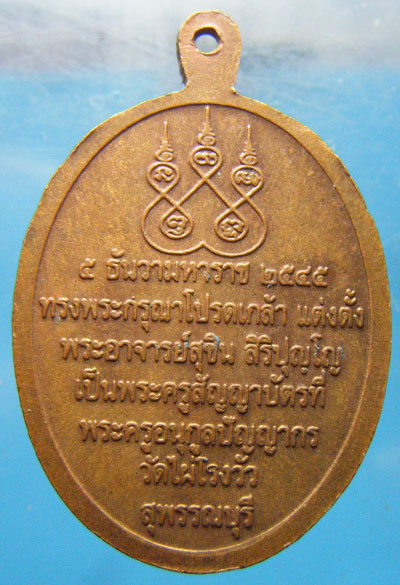 ๕ ธันวามหาราช ๒๕๔๕
ทรงพระกรุณาโปรดเกล้า แต่งตั้ง
พระอาจารย์สุชิน สิริปุญฺโญ
เป็นพระครูสัญญาบัตรที่
พระครูอนุกูลปัญญากร
วัดไผ่โรงวัว
สุพรรณบุรี